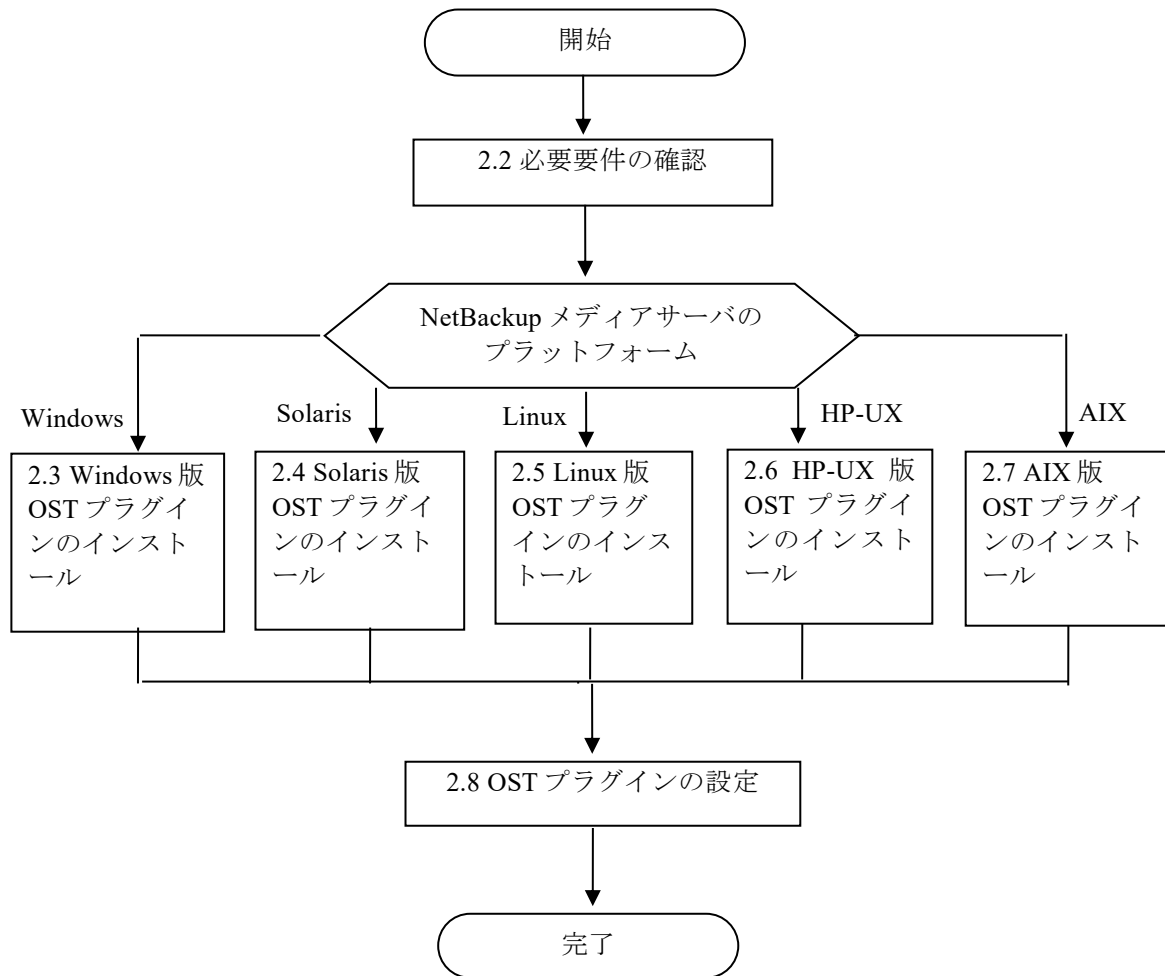 開始
2.2 必要要件の確認
NetBackup メディアサーバの
プラットフォーム
Windows
Solaris
Linux
HP-UX
AIX
2.3 Windows 版
OST プラグイ
ンのインスト
ール
2.4 Solaris 版
OST プラグイ
ンのインスト
ール
2.5 Linux 版
OST プラグ
インのインス
トール
2.6 HP-UX 版
OST プラグイ
ンのインスト
ール
2.7 AIX 版
OST プラグイ
ンのインスト
ール
2.8 OST プラグインの設定
完了